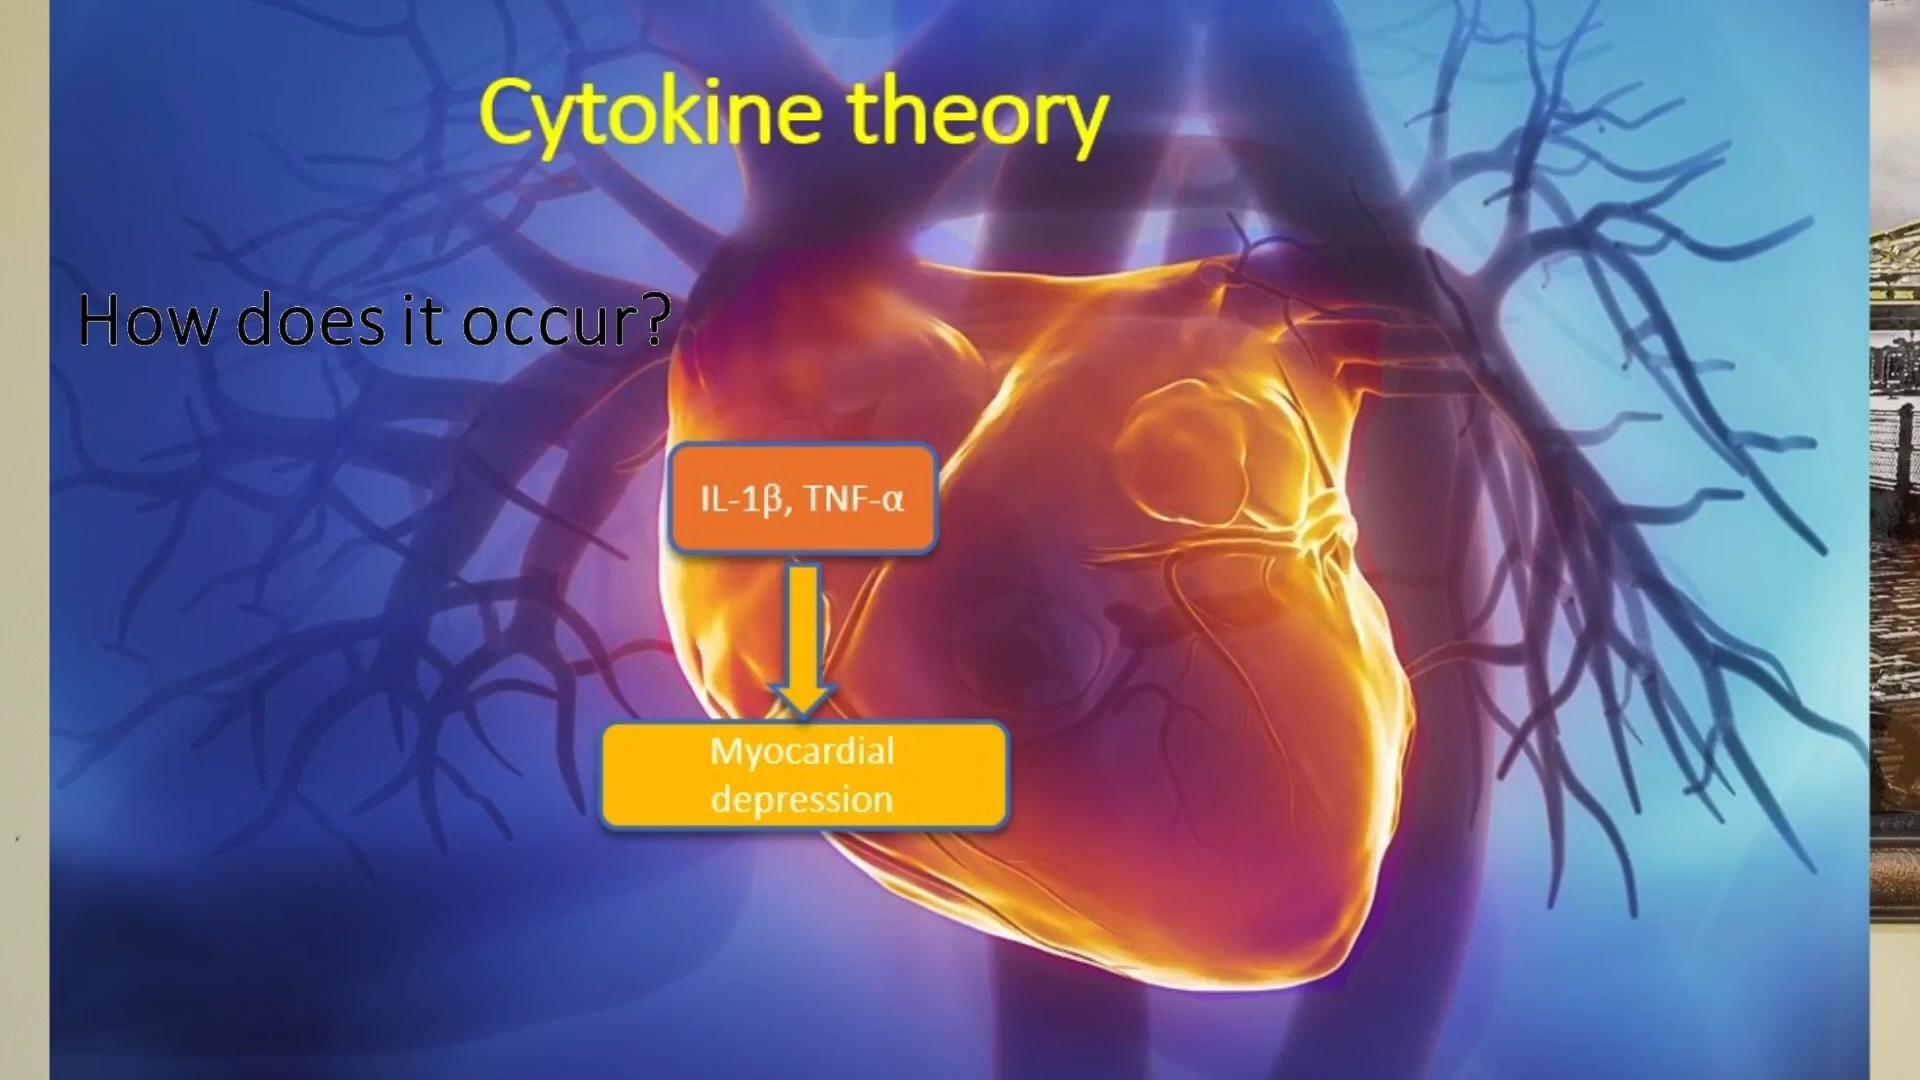 Cytokine theory
How does it occur?
IL-1β, TNF-α
Myocardial
depression